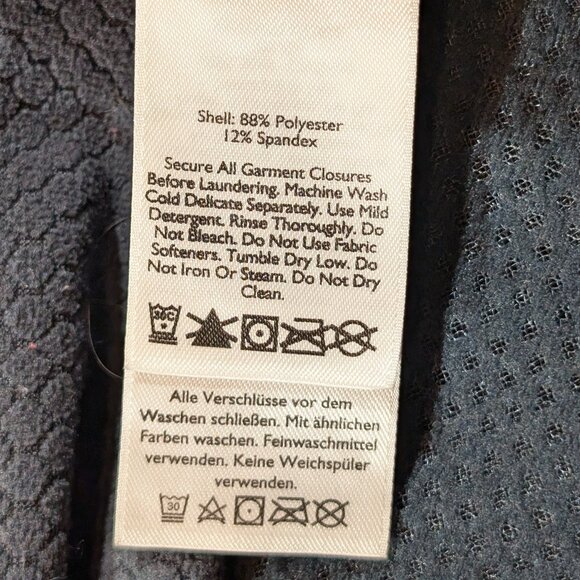 Shell: 88% Polyester
12% Spandex
Secure All Garment Closures
Before Laundering. Machine Wash
Cold Delicate Separately. Use Mild
Detergent. Rinse Thoroughly. Do
Not Bleach. Do Not Use Fabric
Softeners. Tumble Dry Low. Do
Not Iron Or Steam. Do Not Dry
Clean.
30C
Alle Verschlüsse vor dem
Waschen schließen. Mit ähnlichen
Farben waschen. Feinwaschmittel
verwenden. Keine Weichspüler
verwenden.
30